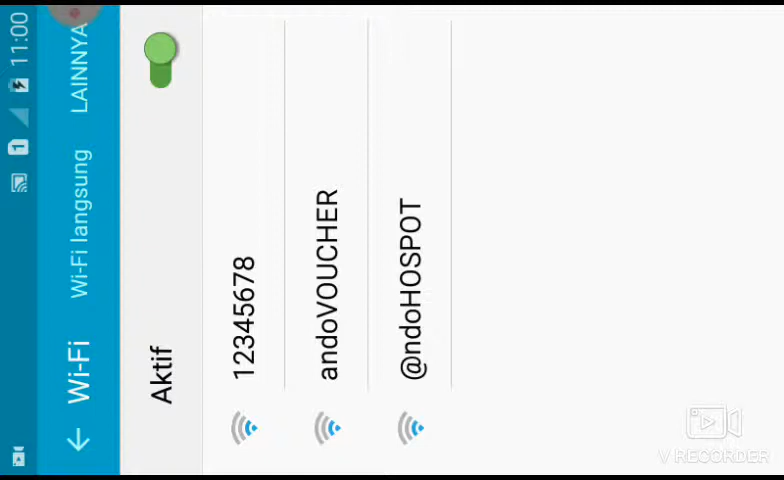 11:00
Wi-Fi Wi-Fi langsung LAINNYA
Aktif
12345678
andoVOUCHER
@ndoHOSPOT
V RECORDER